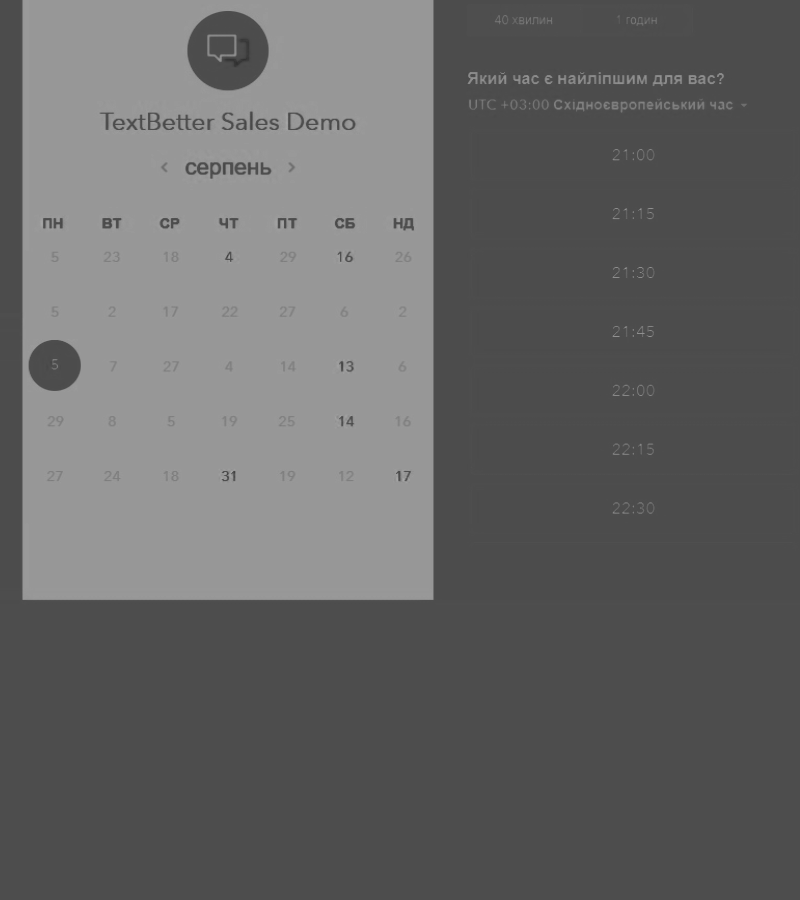 TextBetter Sales Demo
серпень
ПН ВТ СР ЧТ ПТ СБ НД
5 23 18 4 29 16 26
5 2 17 22 27 6 2
5 7 27 4 14 13 6
29 8 5 19 25 14 16
27 24 18 31 19 12 17
40 хвилин 1 годин
Який час є найліпшим для вас?
UTC +03:00 Східноєвропейський час
21:00
21:15
21:30
21:45
22:00
22:15
22:30